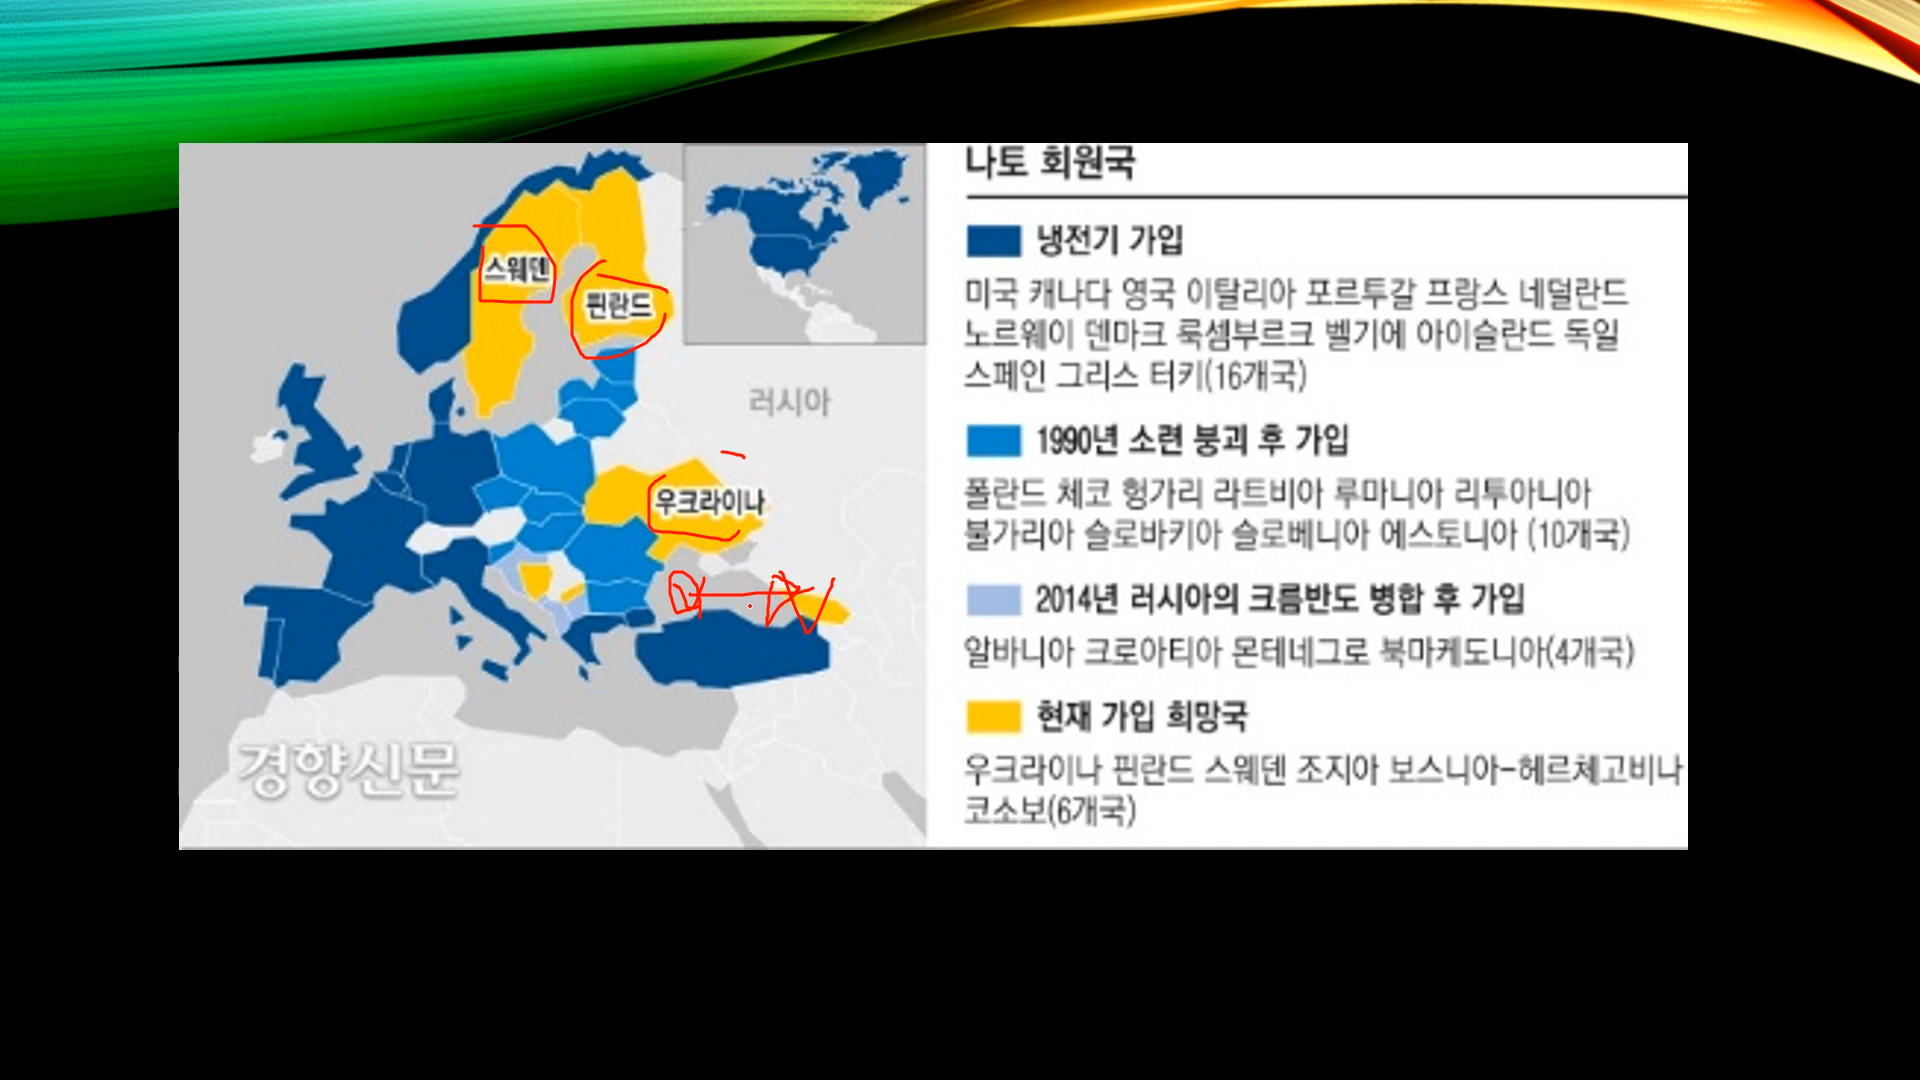 나토 회원국
냉전기 가입
미국 캐나다 영국 이탈리아 포르투갈 프랑스 네덜란드
노르웨이 덴마크 룩셈부르크 벨기에 아이슬란드 독일
스페인 그리스 터키(16개국)
1990년 소련 붕괴 후 가입
폴란드 체코 헝가리 라트비아 루마니아 리투아니아
불가리아 슬로바키아 슬로베니아 에스토니아 (10개국)
2014년 러시아의 크름반도 병합 후 가입
알바니아 크로아티아 몬테네그로 북마케도니아(4개국)
현재 가입 희망국
우크라이나 핀란드 스웨덴 조지아 보스니아-헤르체고비나
코소보(6개국)
스웨덴
핀란드
러시아
우크라이나
경향신문